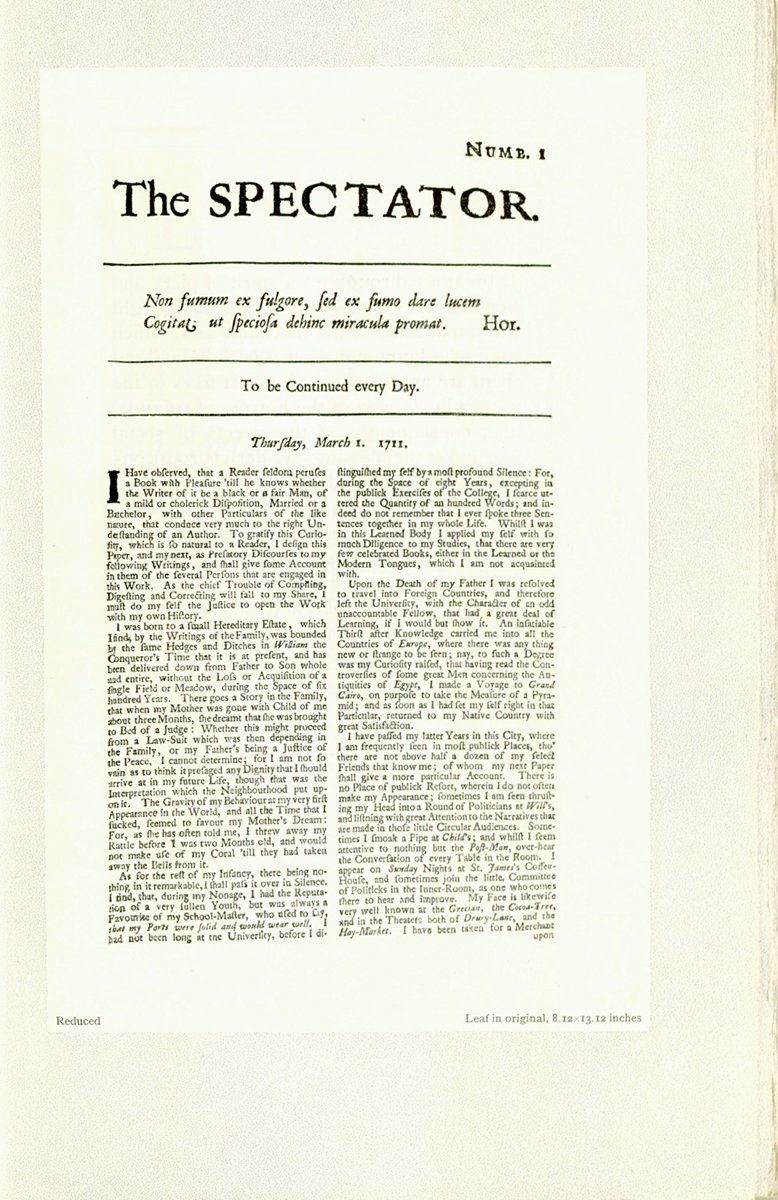 NUMB. 1
The SPECTATOR.
Non fumum ex fulgore, ſed ex fumo dare lucem
Cogitat, ut ſpecioſa dehinc miracula promat. Hor.
To be Continued every Day.
Thurſday, March 1. 1711.
I Have obſerved, that a Reader ſeldom peruſes
a Book with Pleaſure 'till he knows whether
the Writer of it be a black or a fair Man, of
a mild or cholerick Diſpoſition, Married or a
Batchelor, with other Particulars of the like
nature, that conduce very much to the right Un-
derſtanding of an Author. To gratify this Curio-
ſity, which is ſo natural to a Reader, I deſign this
Paper, and my next, as Prefatory Diſcourſes to my
following Writings, and ſhall give ſome Account
in them of the ſeveral Perſons that are engaged in
this Work. As the chief Trouble of Compiling,
Digeſting and Correcting will fall to my Share, I
muſt do my ſelf the Juſtice to open the Work
with my own Hiſtory.
I was born to a ſmall Hereditary Eſtate, which
I find, by the Writings of the Family, was bounded
by the ſame Hedges and Ditches in William the
Conqueror's Time that it is at preſent, and has
been delivered down from Father to Son whole
and entire, without the Loſs or Acquiſition of a
ſingle Field or Meadow, during the Space of ſix
hundred Years. There goes a Story in the Family,
that when my Mother was gone with Child of me
about three Months, ſhe dreamt that ſhe was brought
to Bed of a Judge: Whether this might proceed
from a Law-Suit which was then depending in
the Family, or my Father's being a Juſtice of
the Peace, I cannot determine; for I am not ſo
vain as to think it preſaged any Dignity that I ſhould
arrive at in my future Life, though that was the
Interpretation which the Neighbourhood put up-
on it. The Gravity of my Behaviour at my very firſt
Appearance in the World, and all the Time that I
ſucked, ſeemed to favour my Mother's Dream:
For, as ſhe has often told me, I threw away my
Rattle before I was two Months old, and would
not make uſe of my Coral 'till they had taken
away the Bells from it.
As for the reſt of my Infancy, there being no-
thing in it remarkable, I ſhall paſs it over in Silence.
I find, that, during my Nonage, I had the Reputa-
tion of a very ſullen Youth, but was always a
Favourite of my School-Maſter, who uſed to ſay,
that my Parts were ſolid and would wear well. I
had not been long at the Univerſity, before I di-
ſtinguiſhed my ſelf by a moſt profound Silence: For,
during the Space of eight Years, excepting in
the publick Exerciſes of the College, I ſcarce ut-
tered the Quantity of an hundred Words; and in-
deed do not remember that I ever ſpoke three Sen-
tences together in my whole Life. Whilſt I was
in this Learned Body I applied my ſelf with ſo
much Diligence to my Studies, that there are very
few celebrated Books, either in the Learned or the
Modern Tongues, which I am not acquainted
with.
Upon the Death of my Father I was reſolved
to travel into Foreign Countries, and therefore
left the Univerſity, with the Character of an odd
unaccountable Fellow, that had a great deal of
Learning, if I would but ſhow it. An inſatiable
Thirſt after Knowledge carried me into all the
Countries of Europe, where there was any thing
new or ſtrange to be ſeen; nay, to ſuch a Degree
was my Curioſity raiſed, that having read the Con-
troverſies of ſome great Men concerning the An-
tiquities of Egypt, I made a Voyage to Grand
Cairo, on purpoſe to take the Meaſure of a Pyra-
mid; and as ſoon as I had ſet my ſelf right in that
Particular, returned to my Native Country with
great Satisfaction.
I have paſſed my latter Years in this City, where
I am frequently ſeen in moſt publick Places, tho'
there are not above half a dozen of my ſelect
Friends that know me; of whom my next Paper
ſhall give a more particular Account. There is
no Place of publick Reſort, wherein I do not often
make my Appearance; ſometimes I am ſeen thruſt-
ing my Head into a Round of Politicians at Will's,
and liſtning with great Attention to the Narratives that
are made in thoſe little Circular Audiences. Some-
times I ſmoak a Pipe at Child's; and whilſt I ſeem
attentive to nothing but the Poſt-Man, over-hear
the Converſation of every Table in the Room. I
appear on Sunday Nights at St. James's Coffee-
Houſe, and ſometimes join the little Committee
of Politicks in the Inner-Room, as one who comes
there to hear and improve. My Face is likewiſe
very well known at the Grecian, the Cocoa-Tree,
and in the Theaters both of Drury-Lane, and the
Hay-Market. I have been taken for a Merchant
upon
Reduced
Leaf in original, 8.12×13.12 inches